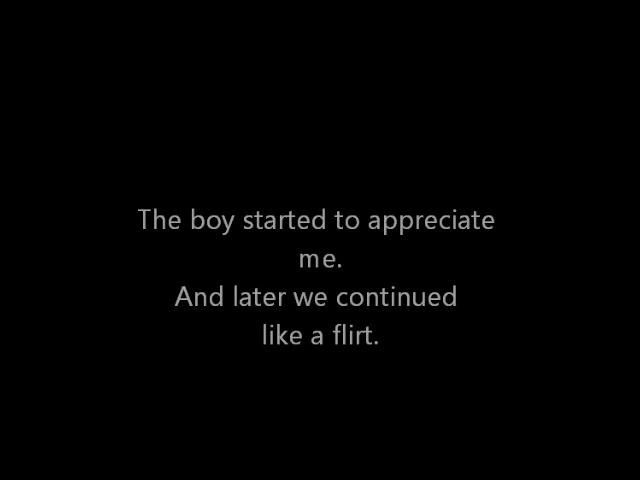 The boy started to appreciate
me.
And later we continued
like a flirt.